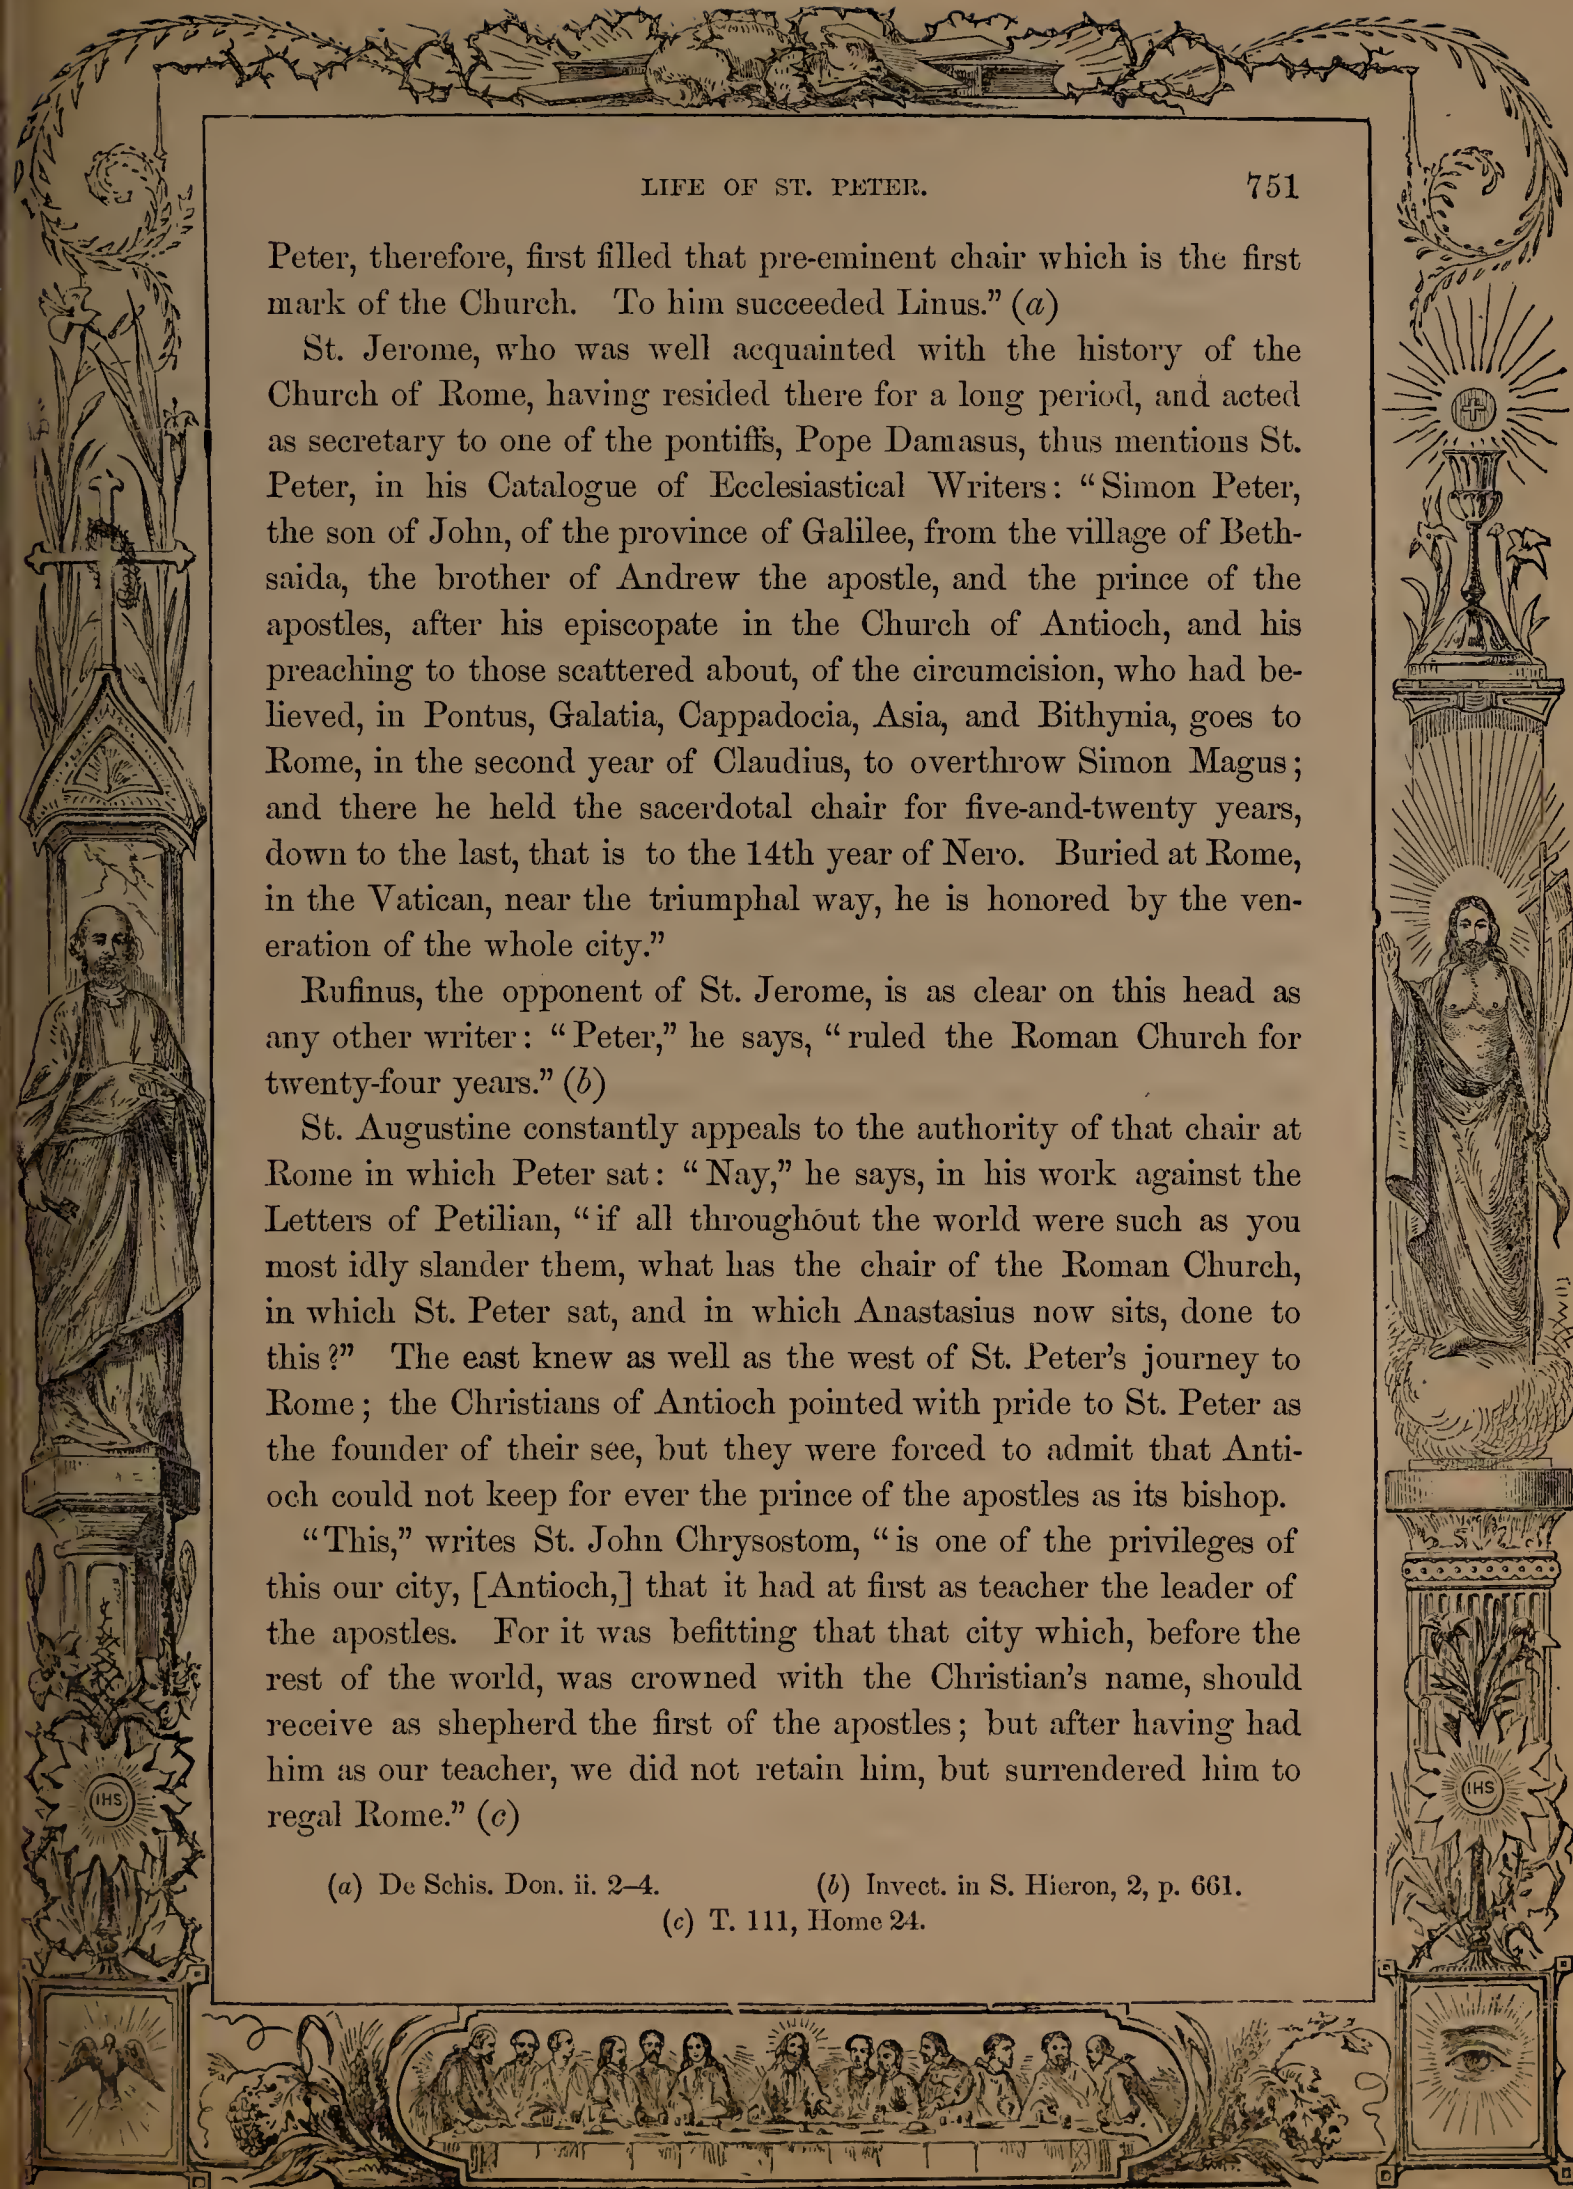 LIFE OF ST. PETER. 751
Peter, therefore, first filled that pre-eminent chair which is the first
mark of the Church. To him succeeded Linus.” (a)
St. Jerome, who was well acquainted with the history of the
Church of Rome, having resided there for a long period, and acted
as secretary to one of the pontiffs, Pope Damasus, thus mentions St.
Peter, in his Catalogue of Ecclesiastical Writers: “Simon Peter,
the son of John, of the province of Galilee, from the village of Beth-
saida, the brother of Andrew the apostle, and the prince of the
apostles, after his episcopate in the Church of Antioch, and his
preaching to those scattered about, of the circumcision, who had be-
lieved, in Pontus, Galatia, Cappadocia, Asia, and Bithynia, goes to
Rome, in the second year of Claudius, to overthrow Simon Magus;
and there he held the sacerdotal chair for five-and-twenty years,
down to the last, that is to the 14th year of Nero. Buried at Rome,
in the Vatican, near the triumphal way, he is honored by the ven-
eration of the whole city.”
Rufinus, the opponent of St. Jerome, is as clear on this head as
any other writer: “Peter,” he says, “ruled the Roman Church for
twenty-four years.” (b)
St. Augustine constantly appeals to the authority of that chair at
Rome in which Peter sat: “Nay,” he says, in his work against the
Letters of Petilian, “if all throughout the world were such as you
most idly slander them, what has the chair of the Roman Church,
in which St. Peter sat, and in which Anastasius now sits, done to
this?” The east knew as well as the west of St. Peter’s journey to
Rome; the Christians of Antioch pointed with pride to St. Peter as
the founder of their see, but they were forced to admit that Anti-
och could not keep for ever the prince of the apostles as its bishop.
“This,” writes St. John Chrysostom, “is one of the privileges of
this our city, [Antioch,] that it had at first as teacher the leader of
the apostles. For it was befitting that that city which, before the
rest of the world, was crowned with the Christian’s name, should
receive as shepherd the first of the apostles; but after having had
him as our teacher, we did not retain him, but surrendered him to
regal Rome.” (c)
(a) De Schis. Don. ii. 2–4. (b) Invect. in S. Hieron, 2, p. 661.
(c) T. 111, Home 24.
IHS
IHS